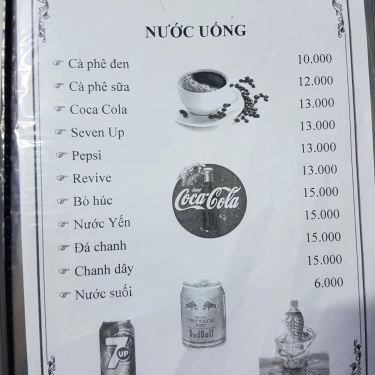 NƯỚC UỐNG
☞ Cà phê đen 10.000
☞ Cà phê sữa 12.000
☞ Coca Cola 13.000
☞ Seven Up 13.000
☞ Pepsi 13.000
☞ Revive 13.000
☞ Bò húc 15.000
☞ Nước Yến 15.000
☞ Đá chanh 15.000
☞ Chanh dây 15.000
☞ Nước suối 6.000
Coca-Cola
7UP
RedBull